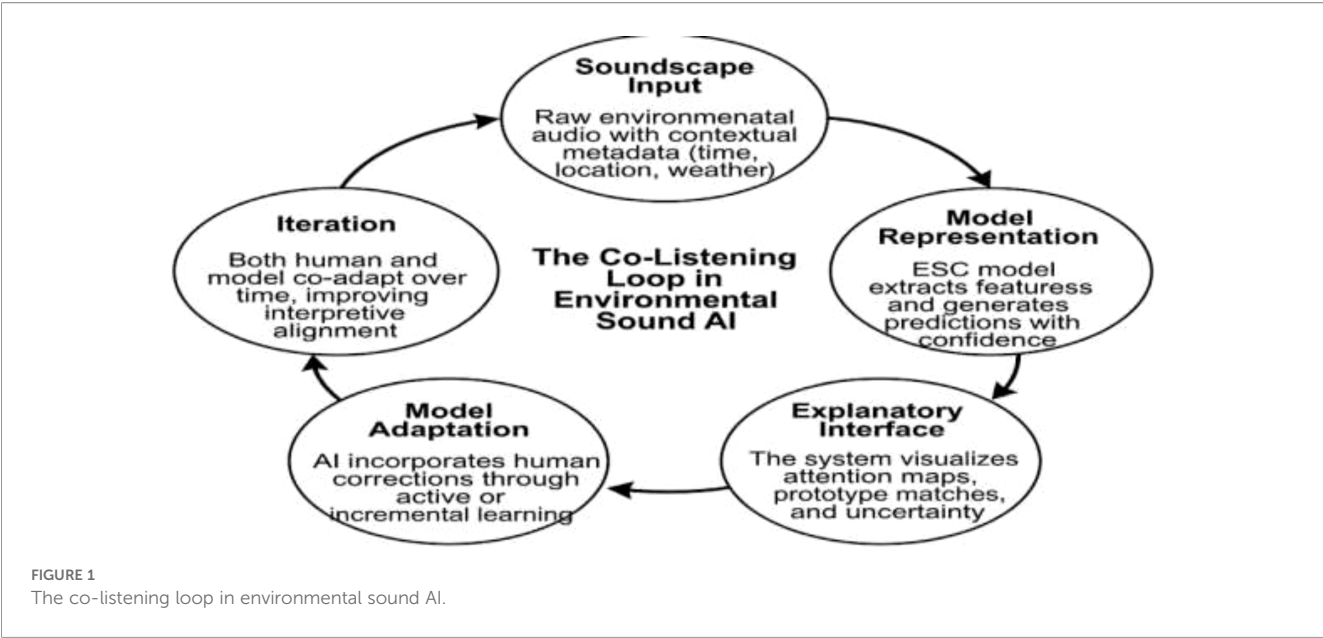 Soundscape
Input
Raw environmenatal
audio with contextual
metadata (time,
location, weather)
Model
Representation
ESC model
extracts featuress
and generates
predictions with
confidence
Explanatory
Interface
The system visualizes
attention maps,
prototype matches,
and uncertainty
Model
Adaptation
AI incorporates human
corrections through
active or
incremental learning
Iteration
Both human and
model co-adapt over
time, improving
interpretive
alignment
The Co-Listening
Loop in
Environmental
Sound AI
FIGURE 1
The co-listening loop in environmental sound AI.